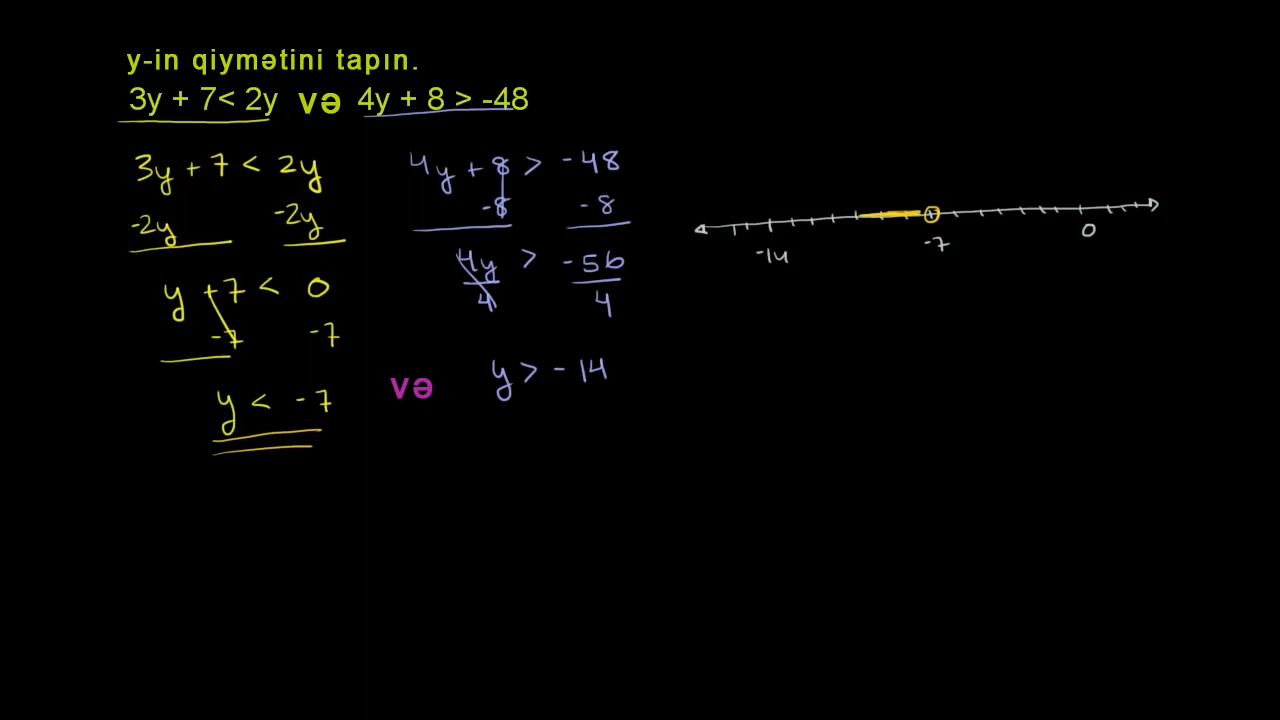 y-in qiymətini tapın.
3y + 7< 2y və 4y + 8 > -48
3y + 7 < 2y
-2y -2y
y + 7 < 0
-7 -7
y < -7
və
4y + 8 > -48
-8 -8
4y > -56
4 4
y > -14
-14 -7 0